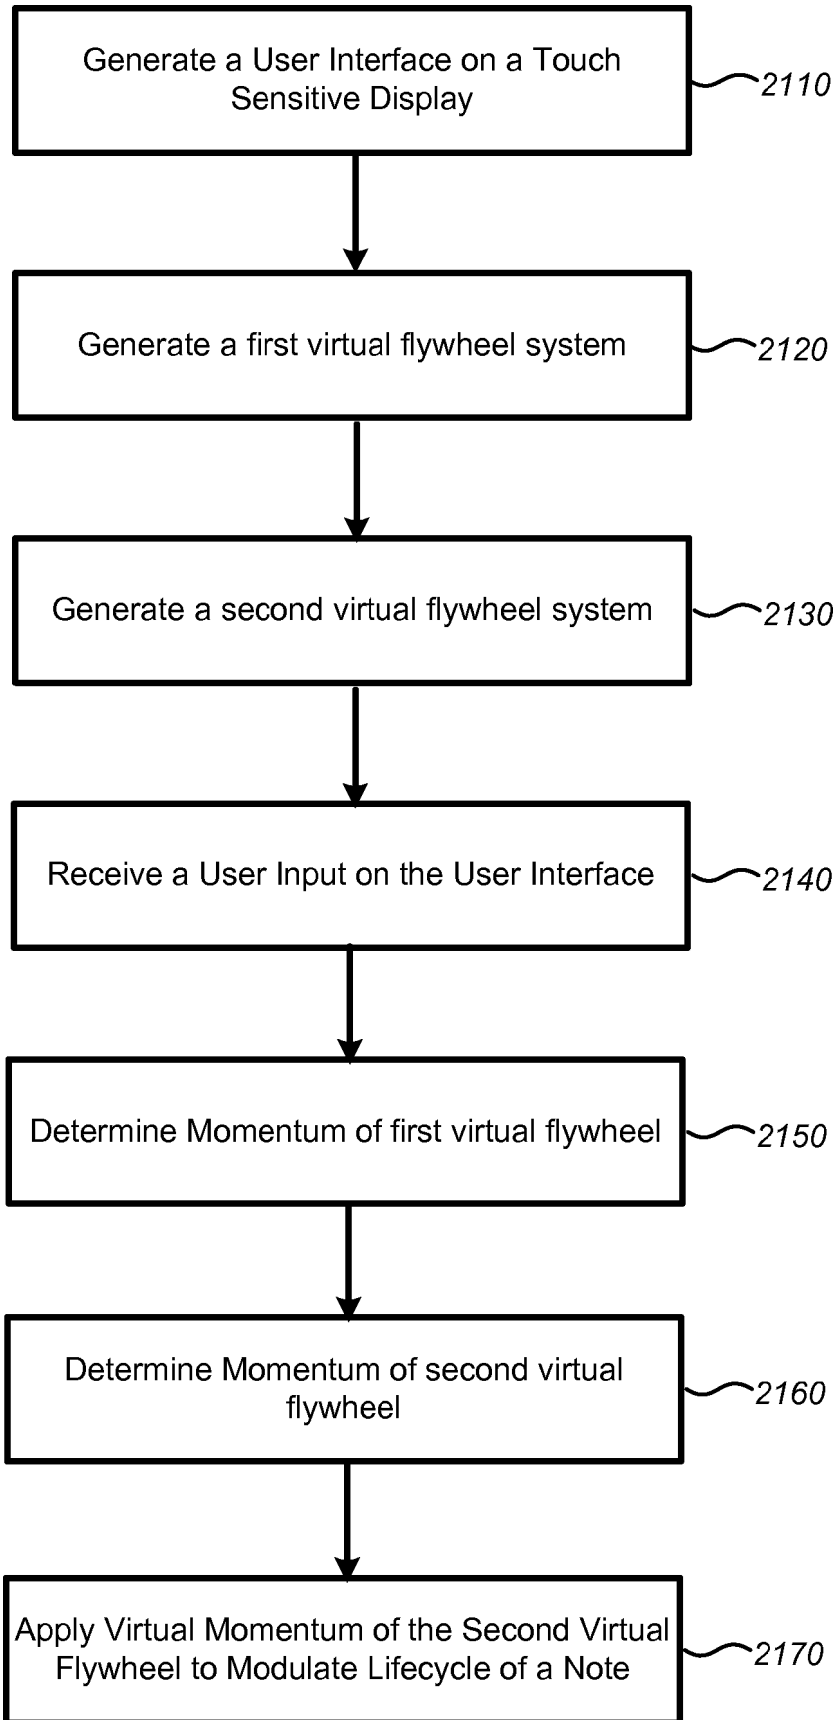 Generate a User Interface on a Touch
Sensitive Display
2110
Generate a first virtual flywheel system
2120
Generate a second virtual flywheel system
2130
Receive a User Input on the User Interface
2140
Determine Momentum of first virtual flywheel
2150
Determine Momentum of second virtual
flywheel
2160
Apply Virtual Momentum of the Second Virtual
Flywheel to Modulate Lifecycle of a Note
2170